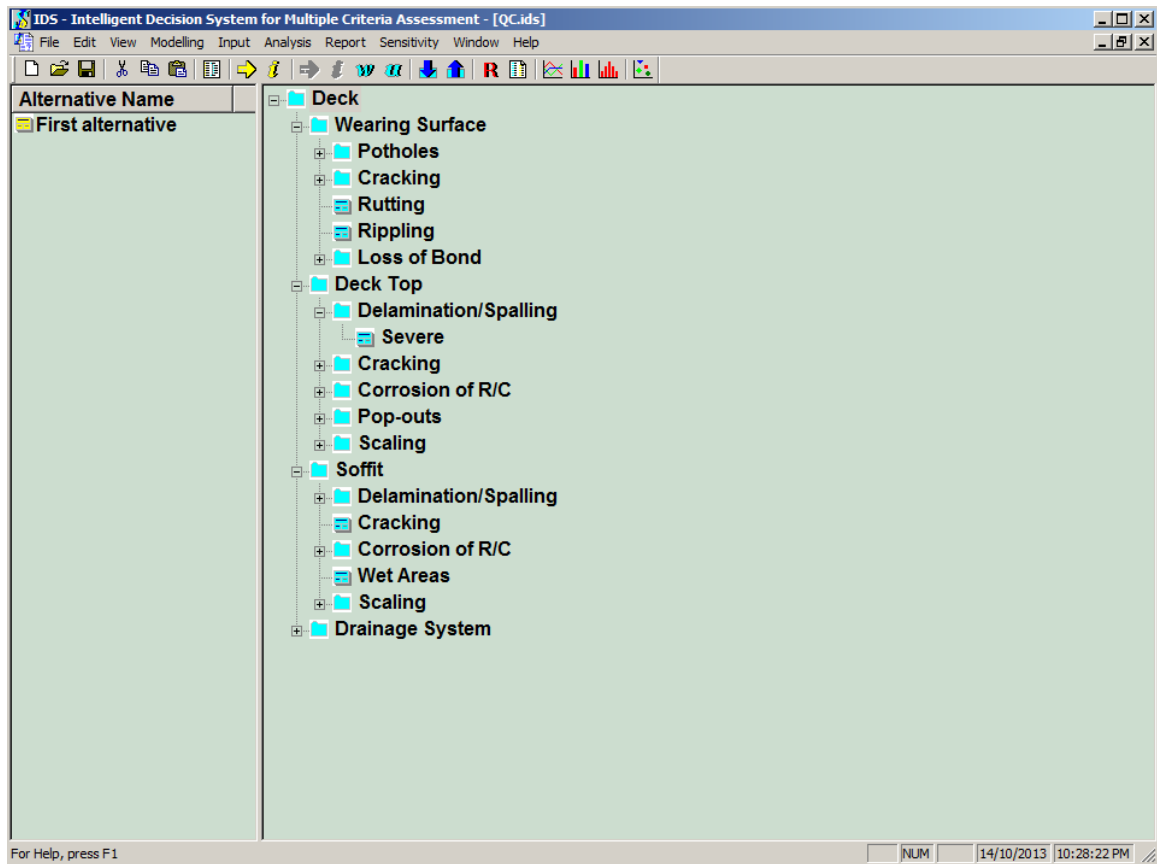 IDS - Intelligent Decision System for Multiple Criteria Assessment - [QC.ids]
File Edit View Modelling Input Analysis Report Sensitivity Window Help
Alternative Name
First alternative
Deck
Wearing Surface
Potholes
Cracking
Rutting
Rippling
Loss of Bond
Deck Top
Delamination/Spalling
Severe
Cracking
Corrosion of R/C
Pop-outs
Scaling
Soffit
Delamination/Spalling
Cracking
Corrosion of R/C
Wet Areas
Scaling
Drainage System
For Help, press F1 NUM 14/10/2013 10:28:22 PM